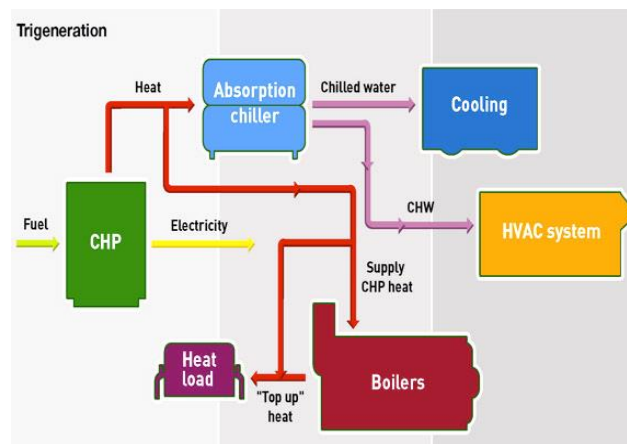 Trigeneration
Heat
Absorption
chiller
Chilled water
Cooling
Fuel
CHP
Electricity
CHW
HVAC system
Supply
CHP heat
Heat
load
"Top up"
heat
Boilers